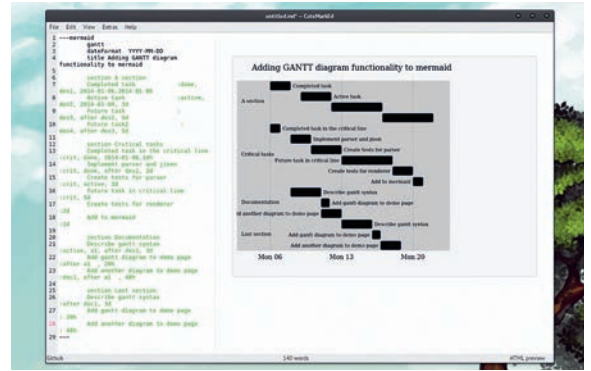 untitled.md* - CuteMarkEd
File Edit View Extras Help
1 ~~~mermaid
2 gantt
3 dateFormat YYYY-MM-DD
4 title Adding GANTT diagram
functionality to mermaid
5
6 section A section
7 Completed task :done,
des1, 2014-01-06,2014-01-08
8 Active task :active,
des2, 2014-01-09, 3d
9 Future task :
des3, after des2, 5d
10 Future task2 :
des4, after des3, 5d
11
12 section Critical tasks
13 Completed task in the critical line
:crit, done, 2014-01-06,24h
14 Implement parser and jison
:crit, done, after des1, 2d
15 Create tests for parser
:crit, active, 3d
16 Future task in critical line
:crit, 5d
17 Create tests for renderer
:2d
18 Add to mermaid
:1d
19
20 section Documentation
21 Describe gantt syntax
:active, a1, after des1, 3d
22 Add gantt diagram to demo page
:after a1 , 20h
23 Add another diagram to demo page
:doc1, after a1 , 48h
24
25 section Last section
26 Describe gantt syntax
:after doc1, 3d
27 Add gantt diagram to demo page
: 20h
28 Add another diagram to demo page
: 48h
29 ~~~
Adding GANTT diagram functionality to mermaid
Completed task
Active task
A section
Completed task in the critical line
Implement parser and jison
Create tests for parser
Critical tasks
Future task in critical line
Create tests for renderer
Add to mermaid
Describe gantt syntax
Documentation
Add gantt diagram to demo page
d another diagram to demo page
Describe gantt syntax
Last section
Add gantt diagram to demo page
Add another diagram to demo page
Mon 06 Mon 13 Mon 20
Github 140 words HTML preview